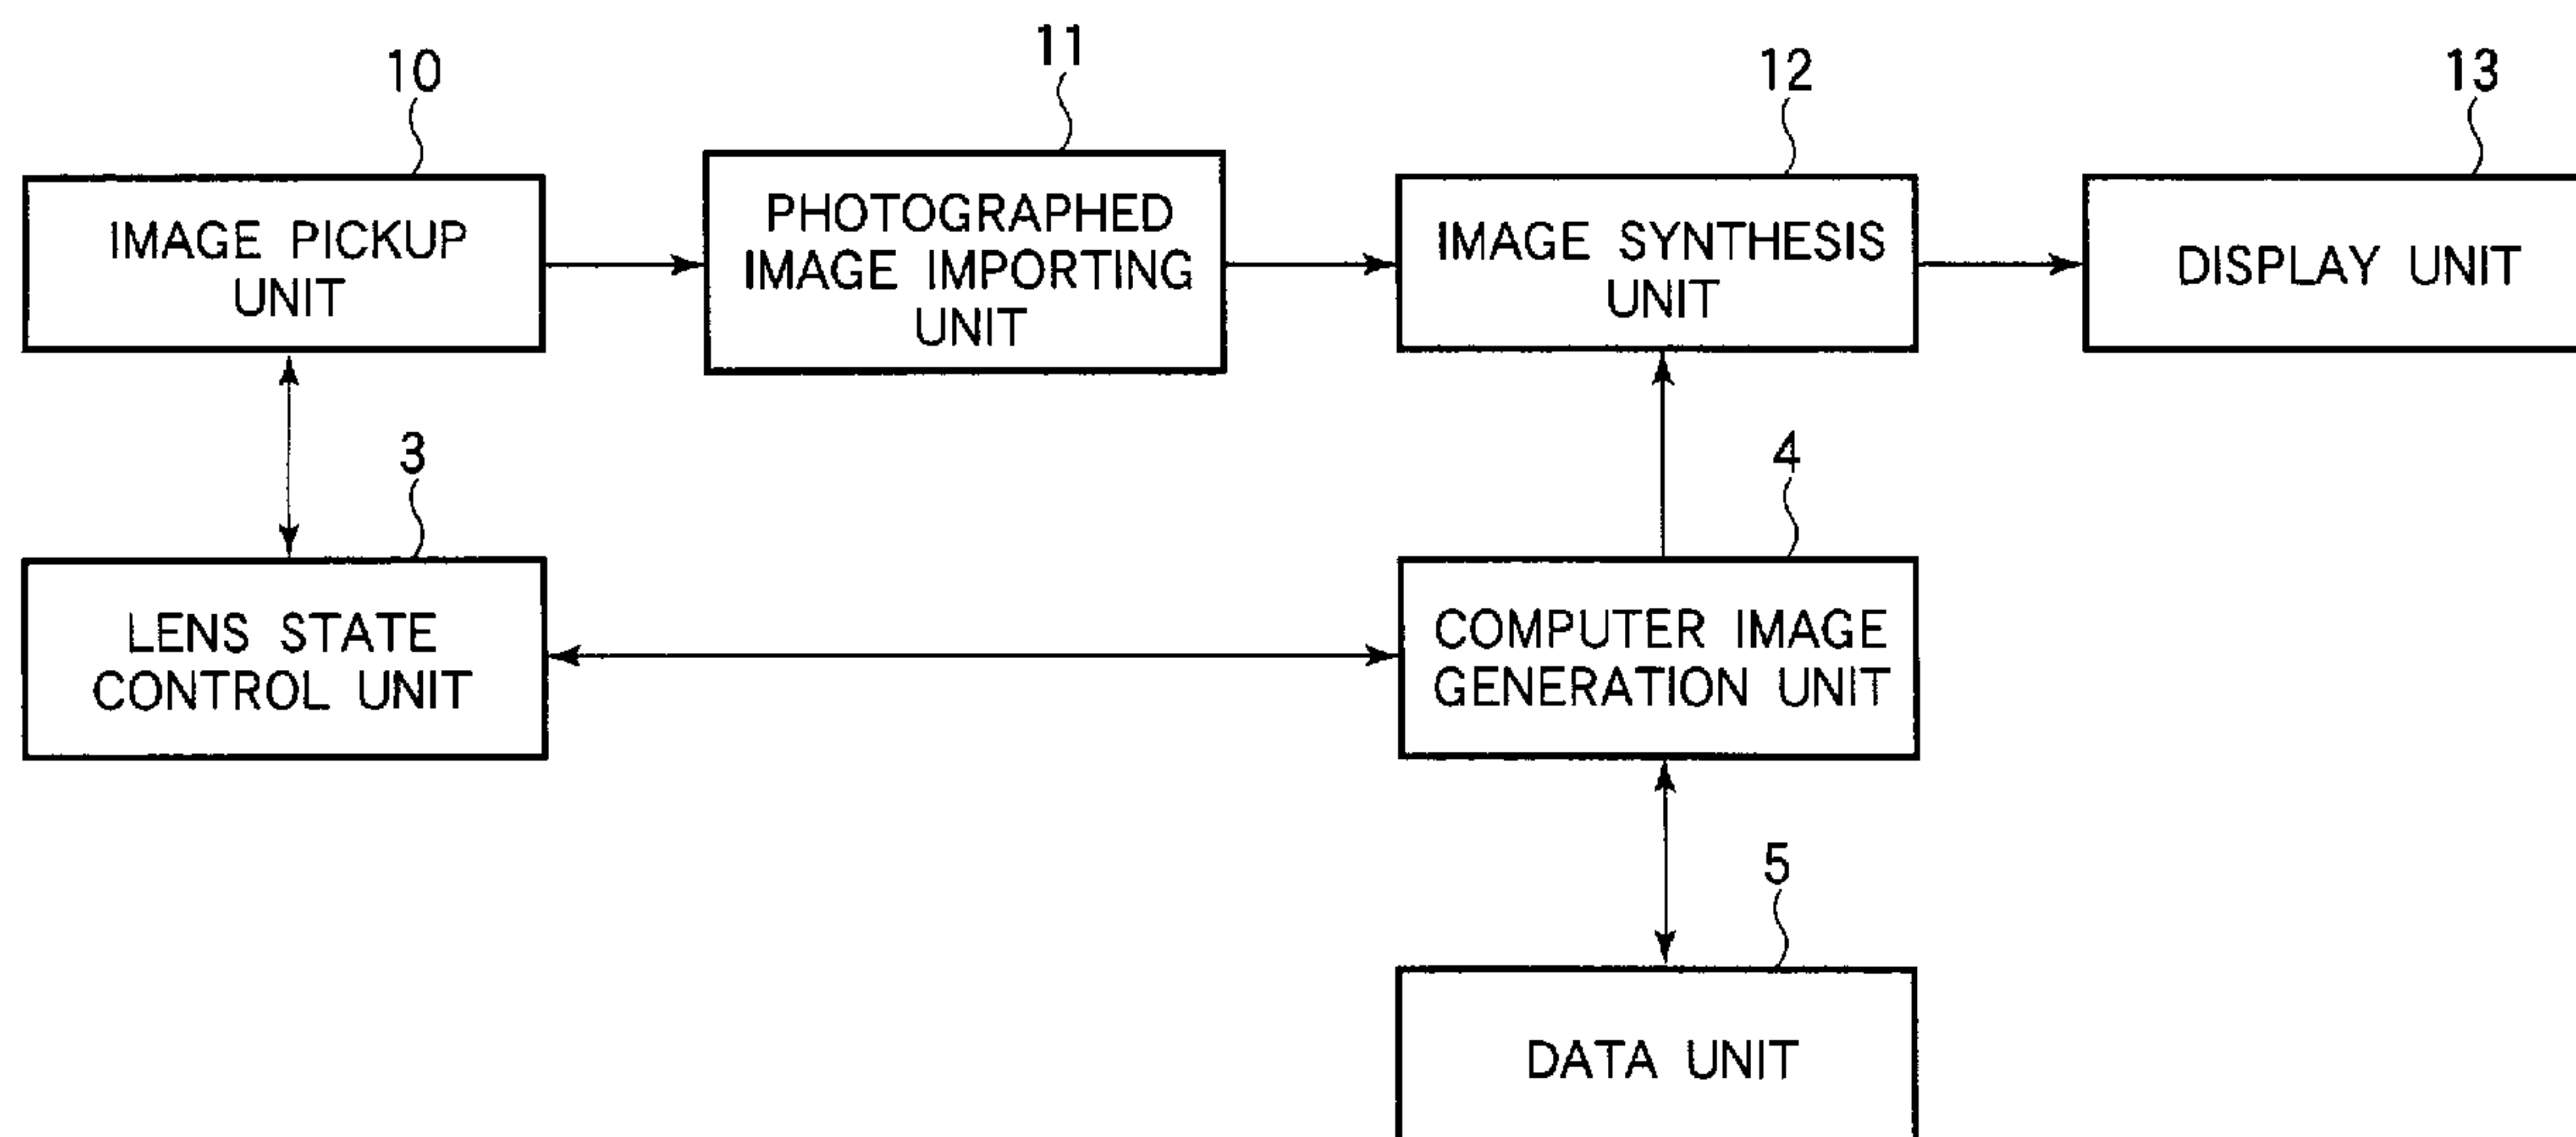 10
IMAGE PICKUP
UNIT
11
PHOTOGRAPHED
IMAGE IMPORTING
UNIT
12
IMAGE SYNTHESIS
UNIT
13
DISPLAY UNIT
3
LENS STATE
CONTROL UNIT
4
COMPUTER IMAGE
GENERATION UNIT
5
DATA UNIT